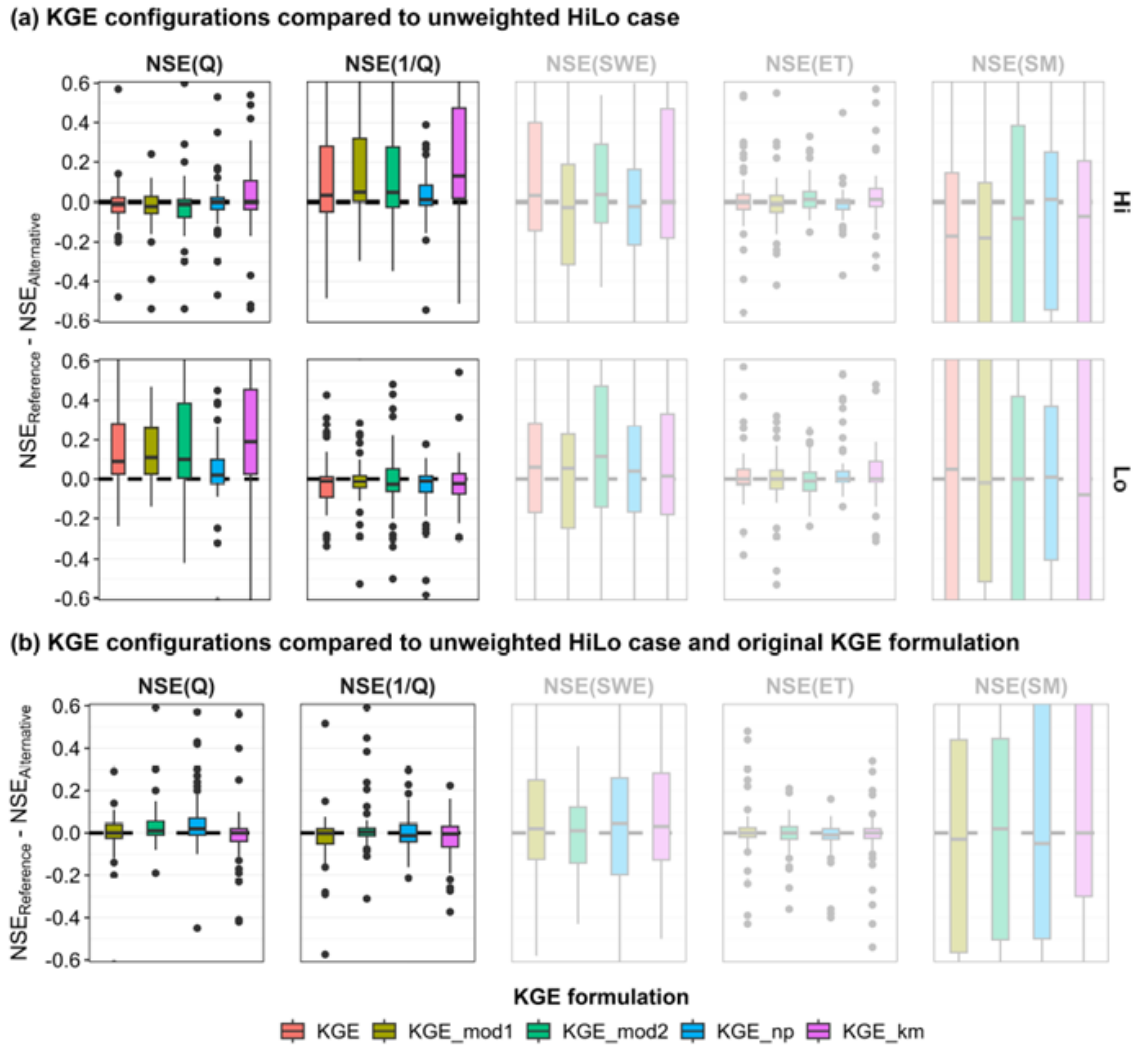 (a) KGE configurations compared to unweighted HiLo case
NSE(Q) NSE(1/Q) NSE(SWE) NSE(ET) NSE(SM)
0.6
0.4
0.2
0.0
-0.2
-0.4
-0.6
Hi
NSEReference - NSEAlternative
0.6
0.4
0.2
0.0
-0.2
-0.4
-0.6
Lo
(b) KGE configurations compared to unweighted HiLo case and original KGE formulation
NSE(Q) NSE(1/Q) NSE(SWE) NSE(ET) NSE(SM)
NSEReference - NSEAlternative
0.6
0.4
0.2
0.0
-0.2
-0.4
-0.6
KGE formulation
KGE KGE_mod1 KGE_mod2 KGE_np KGE_km